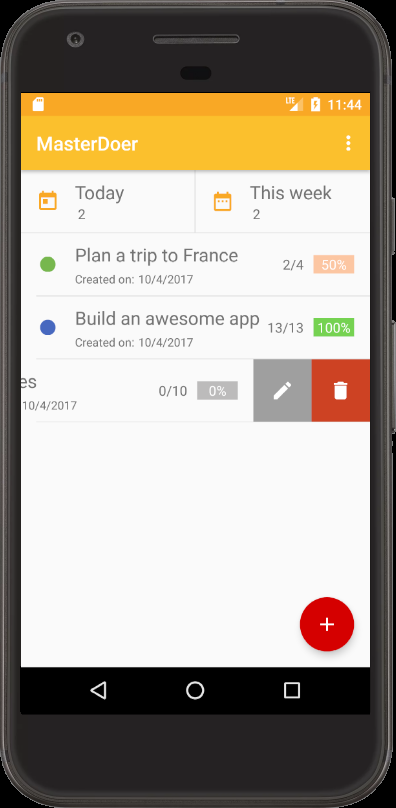 LTE 11:44
MasterDoer
Today
2
This week
2
Plan a trip to France
Created on: 10/4/2017
2/4 50%
Build an awesome app
Created on: 10/4/2017
13/13 100%
es
10/4/2017
0/10 0%